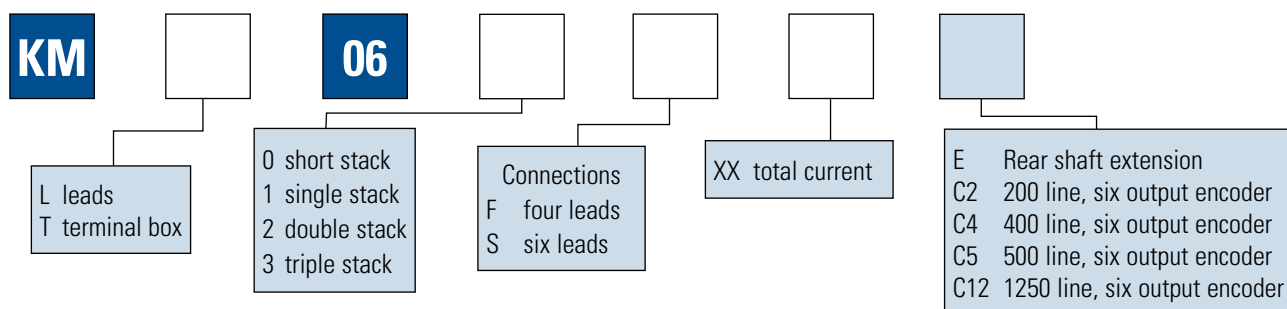 KM
06
L leads
T terminal box
0 short stack
1 single stack
2 double stack
3 triple stack
Connections
F four leads
S six leads
XX total current
E Rear shaft extension
C2 200 line, six output encoder
C4 400 line, six output encoder
C5 500 line, six output encoder
C12 1250 line, six output encoder